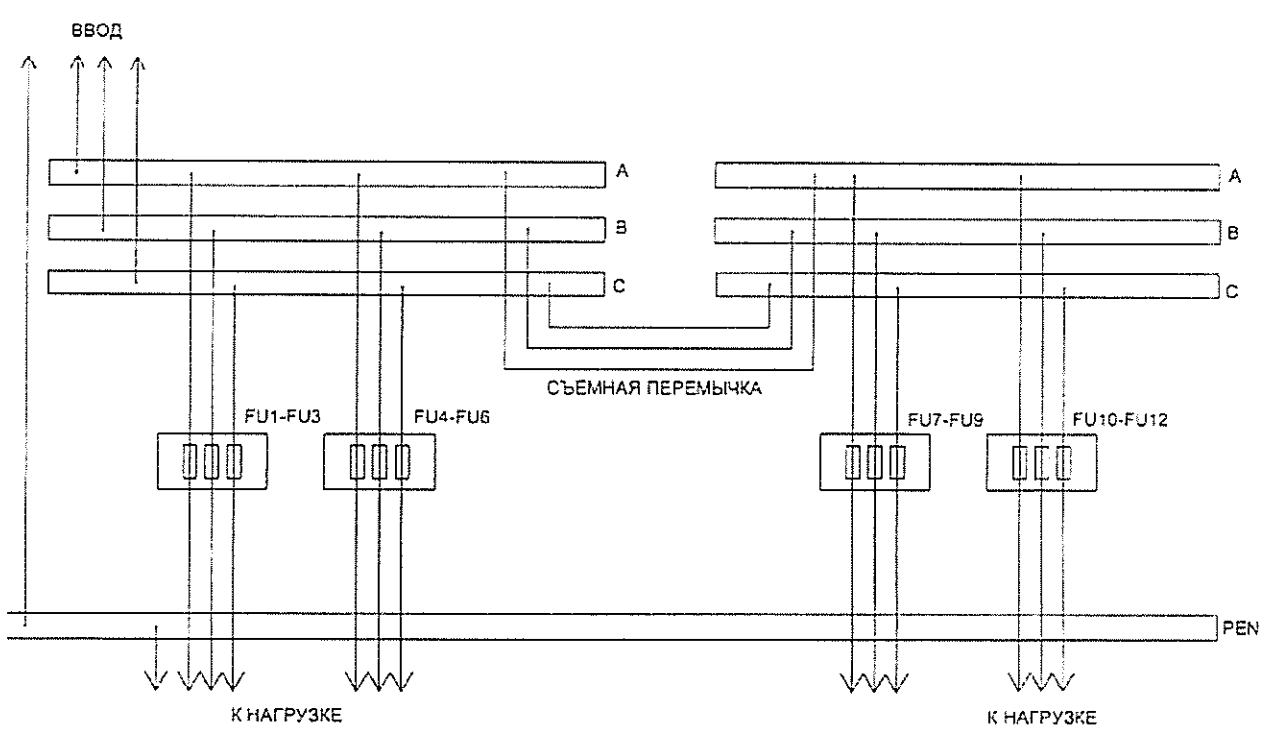 ВВОД
A
A
B
B
C
C
СЪЕМНАЯ ПЕРЕМЫЧКА
FU1-FU3
FU4-FU6
FU7-FU9
FU10-FU12
PEN
К НАГРУЗКЕ
К НАГРУЗКЕ